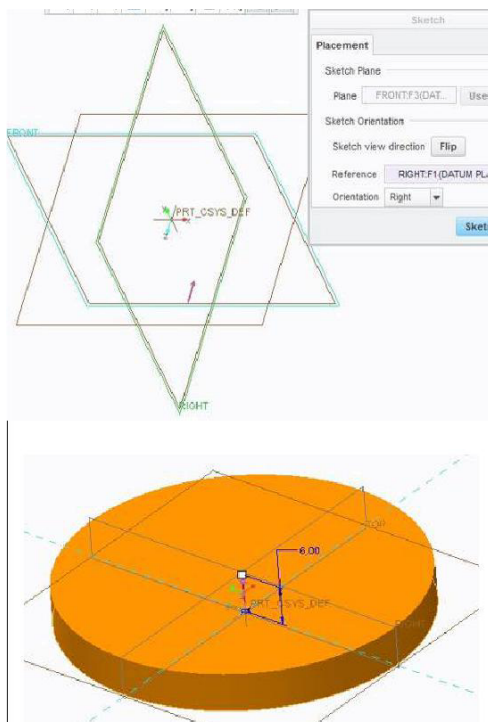 Sketch
Placement
Sketch Plane
Plane FRONT:F3(DAT... Use
Sketch Orientation
Sketch view direction Flip
Reference RIGHT:F1(DATUM PLA
Orientation Right
Sket
FRONT
PRT_CSYS_DEF
X
Z
RIGHT
6.00
TOP
PRT_CSYS_DEF